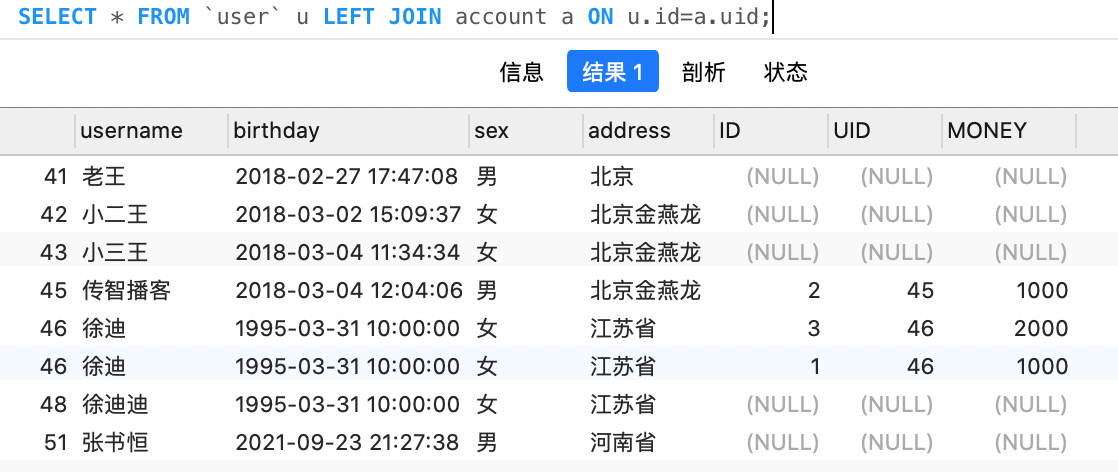 SELECT * FROM `user` u LEFT JOIN account a ON u.id=a.uid;
信息 结果 1 剖析 状态
username birthday sex address ID UID MONEY
41 老王 2018-02-27 17:47:08 男 北京 (NULL) (NULL) (NULL)
42 小二王 2018-03-02 15:09:37 女 北京金燕龙 (NULL) (NULL) (NULL)
43 小三王 2018-03-04 11:34:34 女 北京金燕龙 (NULL) (NULL) (NULL)
45 传智播客 2018-03-04 12:04:06 男 北京金燕龙 2 45 1000
46 徐迪 1995-03-31 10:00:00 女 江苏省 3 46 2000
46 徐迪 1995-03-31 10:00:00 女 江苏省 1 46 1000
48 徐迪迪 1995-03-31 10:00:00 女 江苏省 (NULL) (NULL) (NULL)
51 张书恒 2021-09-23 21:27:38 男 河南省 (NULL) (NULL) (NULL)